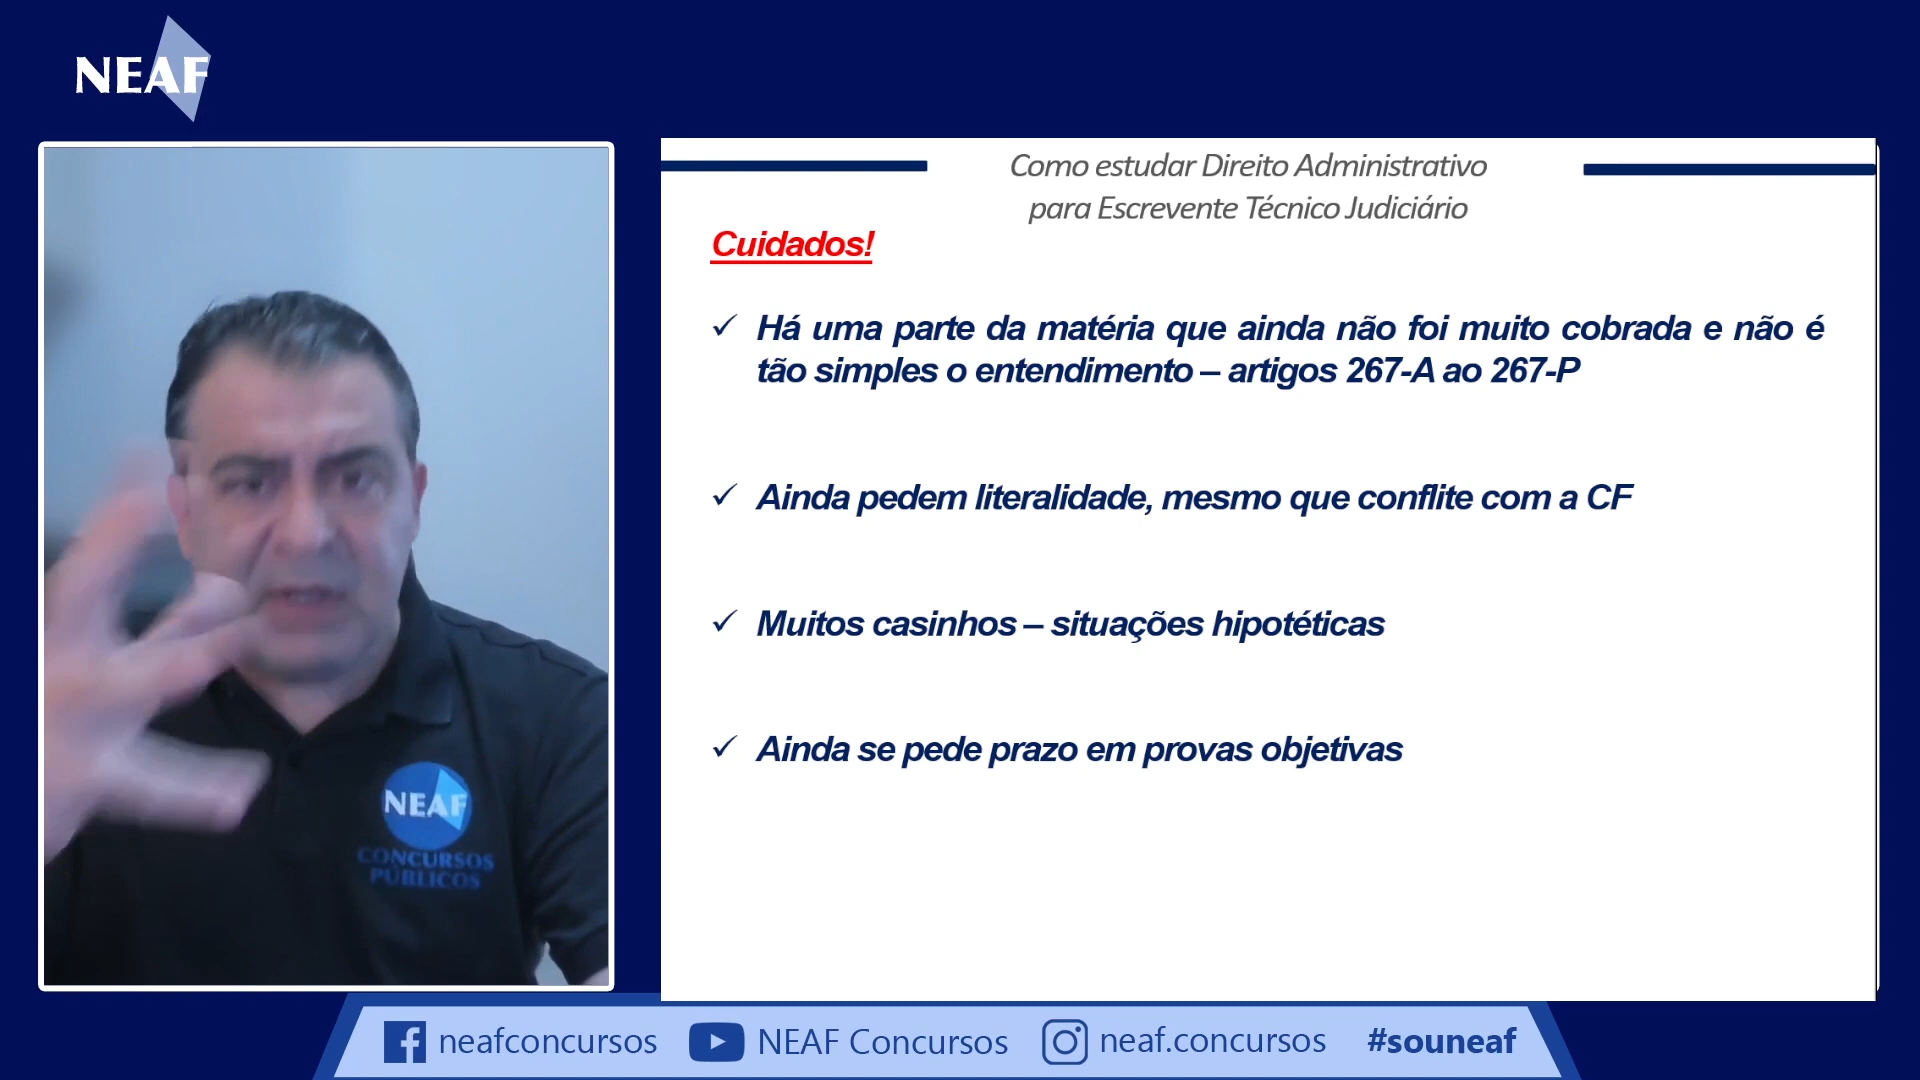 NEAF
Como estudar Direito Administrativo
para Escrevente Técnico Judiciário
Cuidados!
✓ Há uma parte da matéria que ainda não foi muito cobrada e não é
tão simples o entendimento – artigos 267-A ao 267-P
✓ Ainda pedem literalidade, mesmo que conflite com a CF
✓ Muitos casinhos – situações hipotéticas
✓ Ainda se pede prazo em provas objetivas
NEAF
CONCURSOS
PÚBLICOS
neafconcursos NEAF Concursos neaf.concursos #souneaf